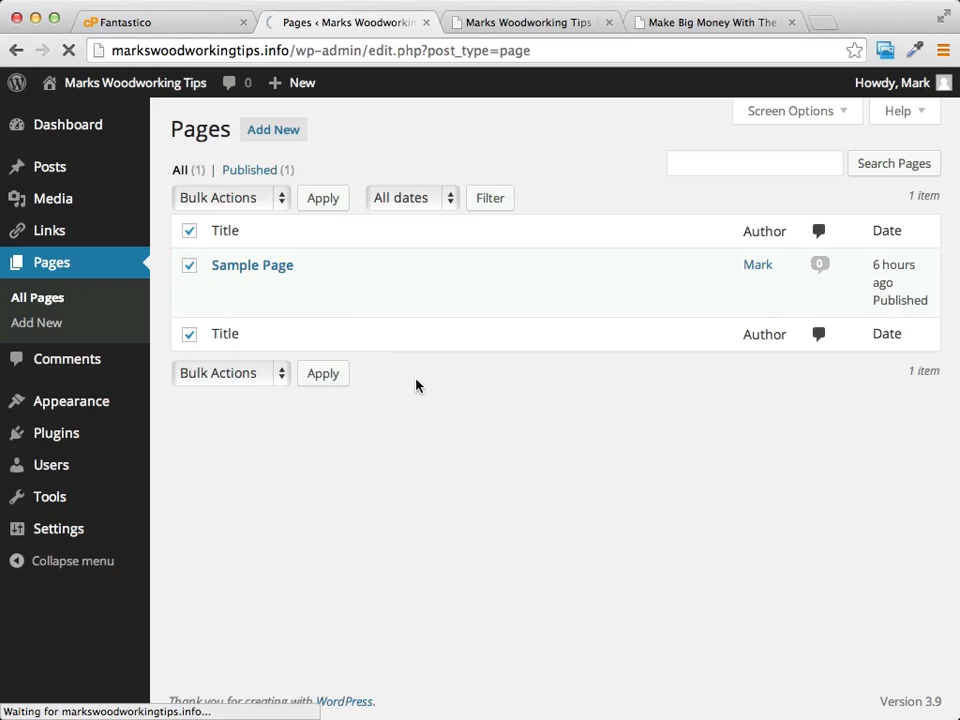 cP Fantastico
Pages ‹ Marks Woodworkin
Marks Woodworking Tips
Make Big Money With The
markswoodworkingtips.info/wp-admin/edit.php?post_type=page
Marks Woodworking Tips 0 + New Howdy, Mark
Screen Options Help
Dashboard
Posts
Media
Links
Pages
All Pages
Add New
Comments
Appearance
Plugins
Users
Tools
Settings
Collapse menu
Pages Add New
All (1) | Published (1)
Search Pages
Bulk Actions Apply All dates Filter 1 item
Title Author Date
Sample Page Mark 0 6 hours
ago
Published
Title Author Date
Bulk Actions Apply 1 item
Thank you for creating with WordPress. Version 3.9
Waiting for markswoodworkingtips.info...